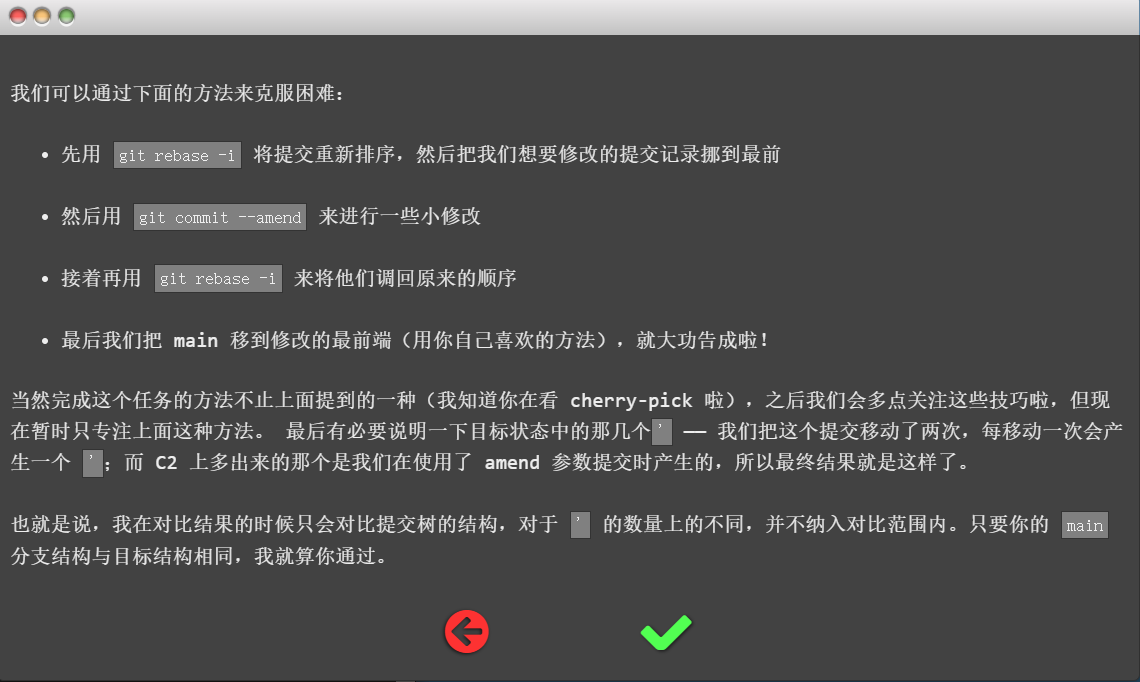 我们可以通过下面的方法来克服困难：
• 先用 git rebase -i 将提交重新排序，然后把我们想要修改的提交记录挪到最前
• 然后用 git commit --amend 来进行一些小修改
• 接着再用 git rebase -i 来将他们调回原来的顺序
• 最后我们把 main 移到修改的最前端（用你自己喜欢的方法），就大功告成啦！
当然完成这个任务的方法不止上面提到的一种（我知道你在看 cherry-pick 啦），之后我们会多点关注这些技巧啦，但现
在暂时只专注上面这种方法。 最后有必要说明一下目标状态中的那几个' —— 我们把这个提交移动了两次，每移动一次会产
生一个 '；而 C2 上多出来的那个是我们在使用了 amend 参数提交时产生的，所以最终结果就是这样了。
也就是说，我在对比结果的时候只会对比提交树的结构，对于 ' 的数量上的不同，并不纳入对比范围内。只要你的 main
分支结构与目标结构相同，我就算你通过。